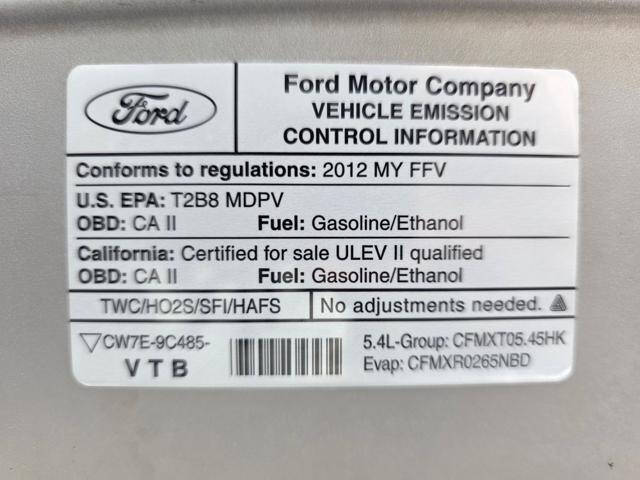 Ford
Ford Motor Company
VEHICLE EMISSION
CONTROL INFORMATION
Conforms to regulations: 2012 MY FFV
U.S. EPA: T2B8 MDPV
OBD: CA II Fuel: Gasoline/Ethanol
California: Certified for sale ULEV II qualified
OBD: CA II Fuel: Gasoline/Ethanol
TWC/HO2S/SFI/HAFS No adjustments needed.
CW7E-9C485- 5.4L-Group: CFMXT05.45HK
VTB Evap: CFMXR0265NBD